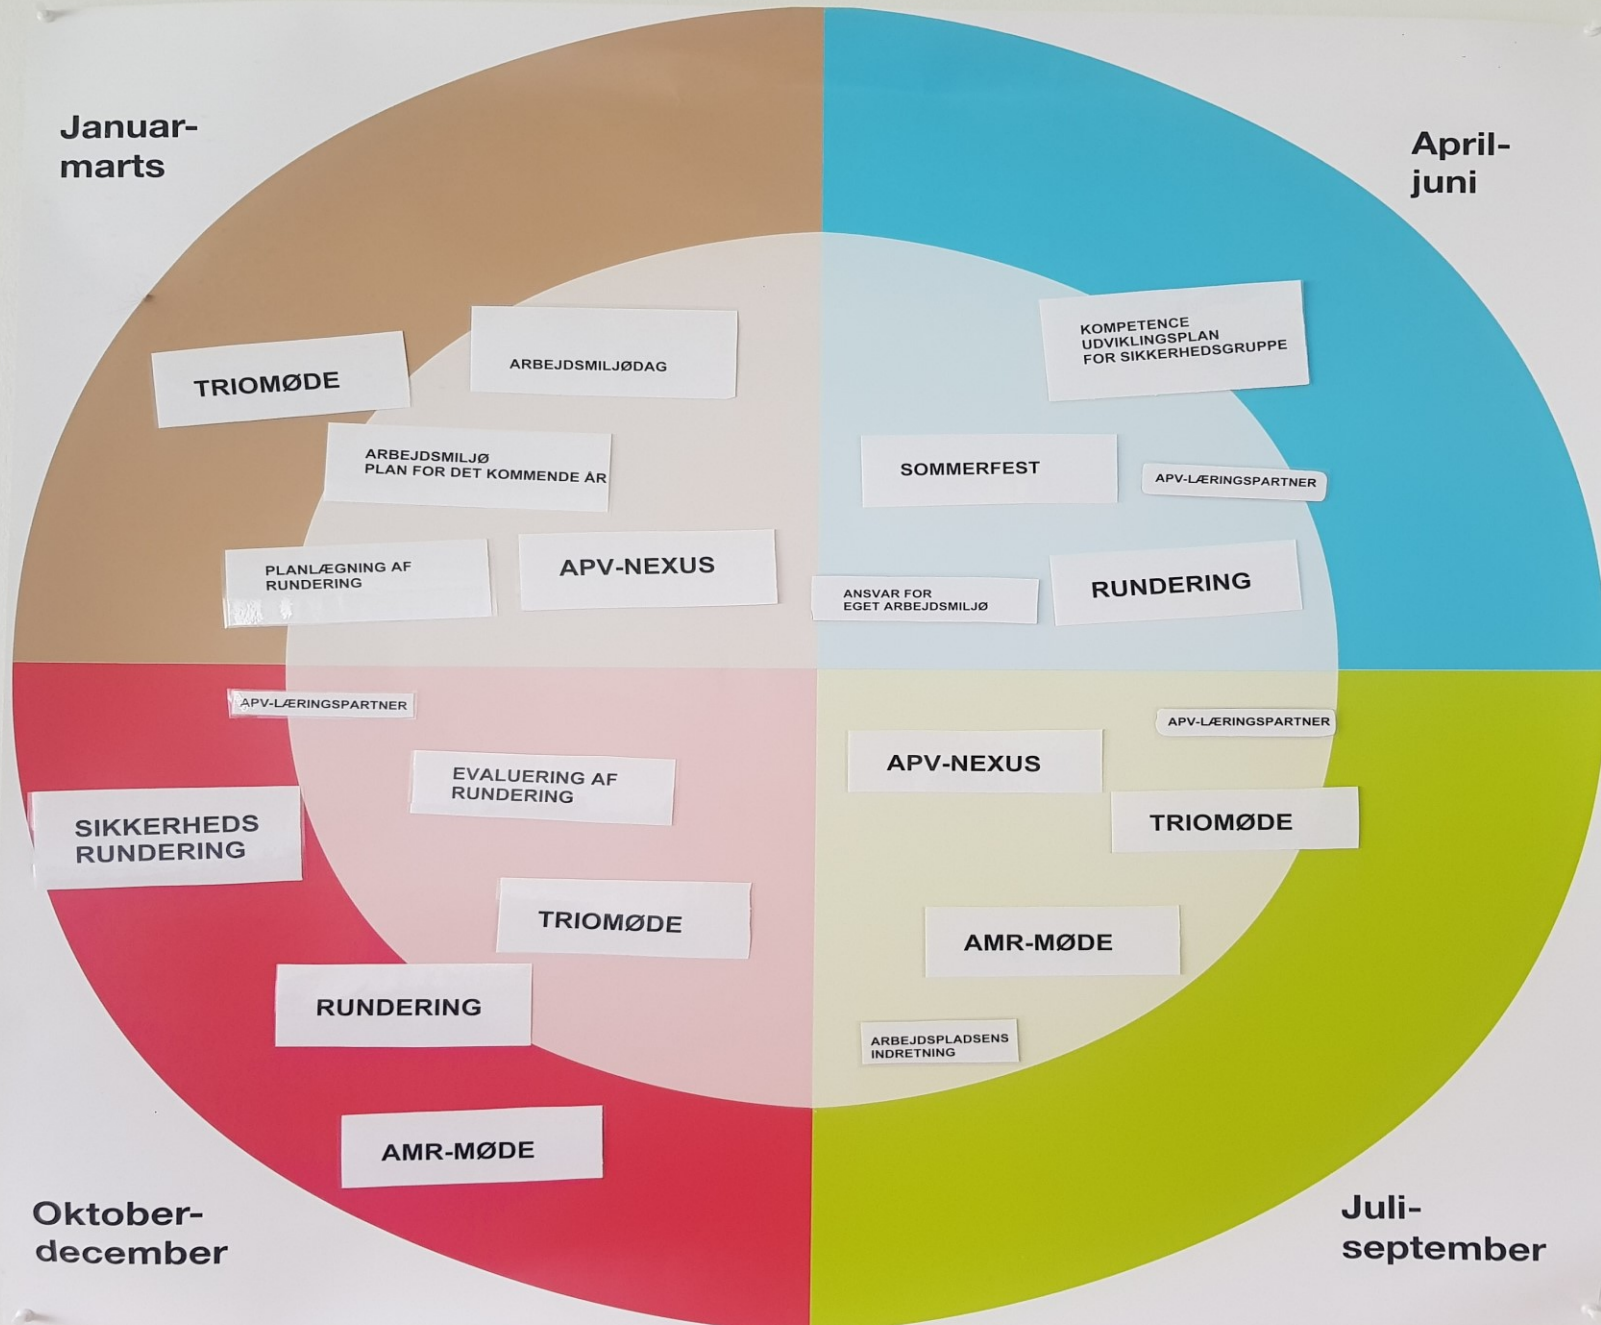 Januar-
marts
TRIOMØDE
ARBEJDSMILJØDAG
ARBEJDSMILJØ
PLAN FOR DET KOMMENDE ÅR
PLANLÆGNING AF
RUNDERING
APV-NEXUS
April-
juni
KOMPETENCE
UDVIKLINGSPLAN
FOR SIKKERHEDSGRUPPE
SOMMERFEST
APV-LÆRINGSPARTNER
ANSVAR FOR
EGET ARBEJDSMILJØ
RUNDERING
APV-LÆRINGSPARTNER
EVALUERING AF
RUNDERING
SIKKERHEDS
RUNDERING
TRIOMØDE
RUNDERING
AMR-MØDE
Oktober-
december
APV-LÆRINGSPARTNER
APV-NEXUS
TRIOMØDE
AMR-MØDE
ARBEJDSPLADSENS
INDRETNING
Juli-
september